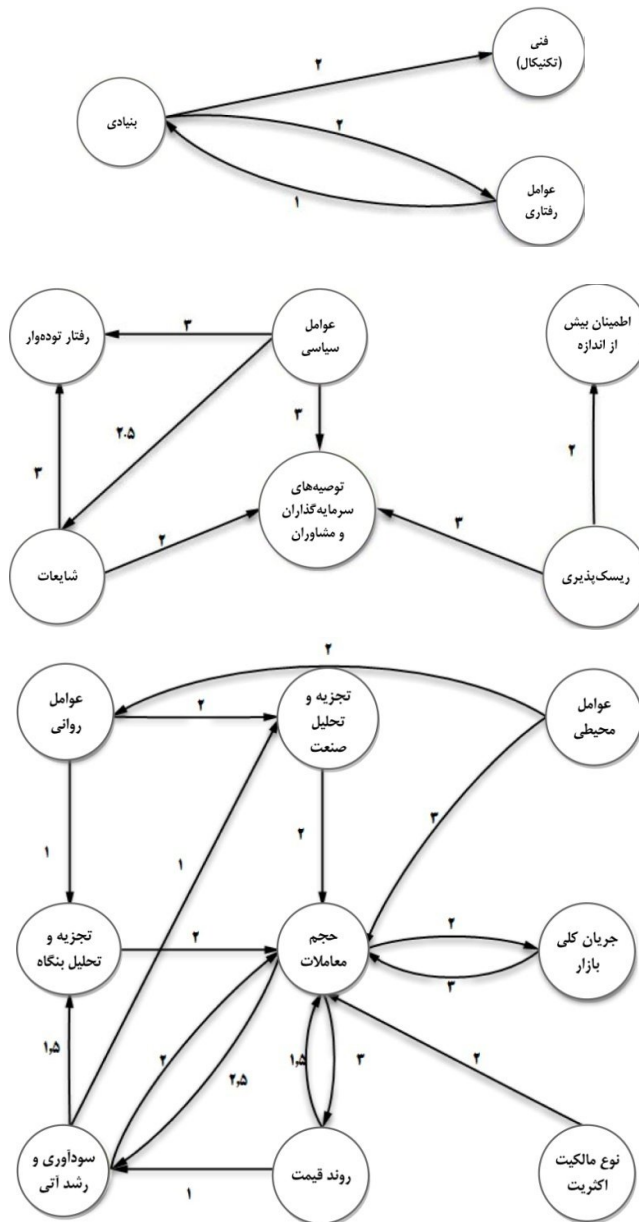 فنی
(تکنیکال)
۲
بنیادی
۲
۱
عوامل
رفتاری
رفتار توده‌وار
۳
عوامل
سیاسی
اطمینان بیش
از اندازه
۲.۵
۳
۳
۲
توصیه‌های
سرمایه‌گذاران
و مشاوران
۲
۳
شایعات
ریسک‌پذیری
۲
عوامل
روانی
۲
تجزیه و
تحلیل
صنعت
عوامل
محیطی
۳
۲
۱
۱
تجزیه و
تحلیل بنگاه
۲
حجم
معاملات
۲
۳
جریان کلی
بازار
۱,۵
۲
۲,۵
۱,۵
۳
۲
سودآوری و
رشد آتی
۱
روند قیمت
نوع مالکیت
اکثریت